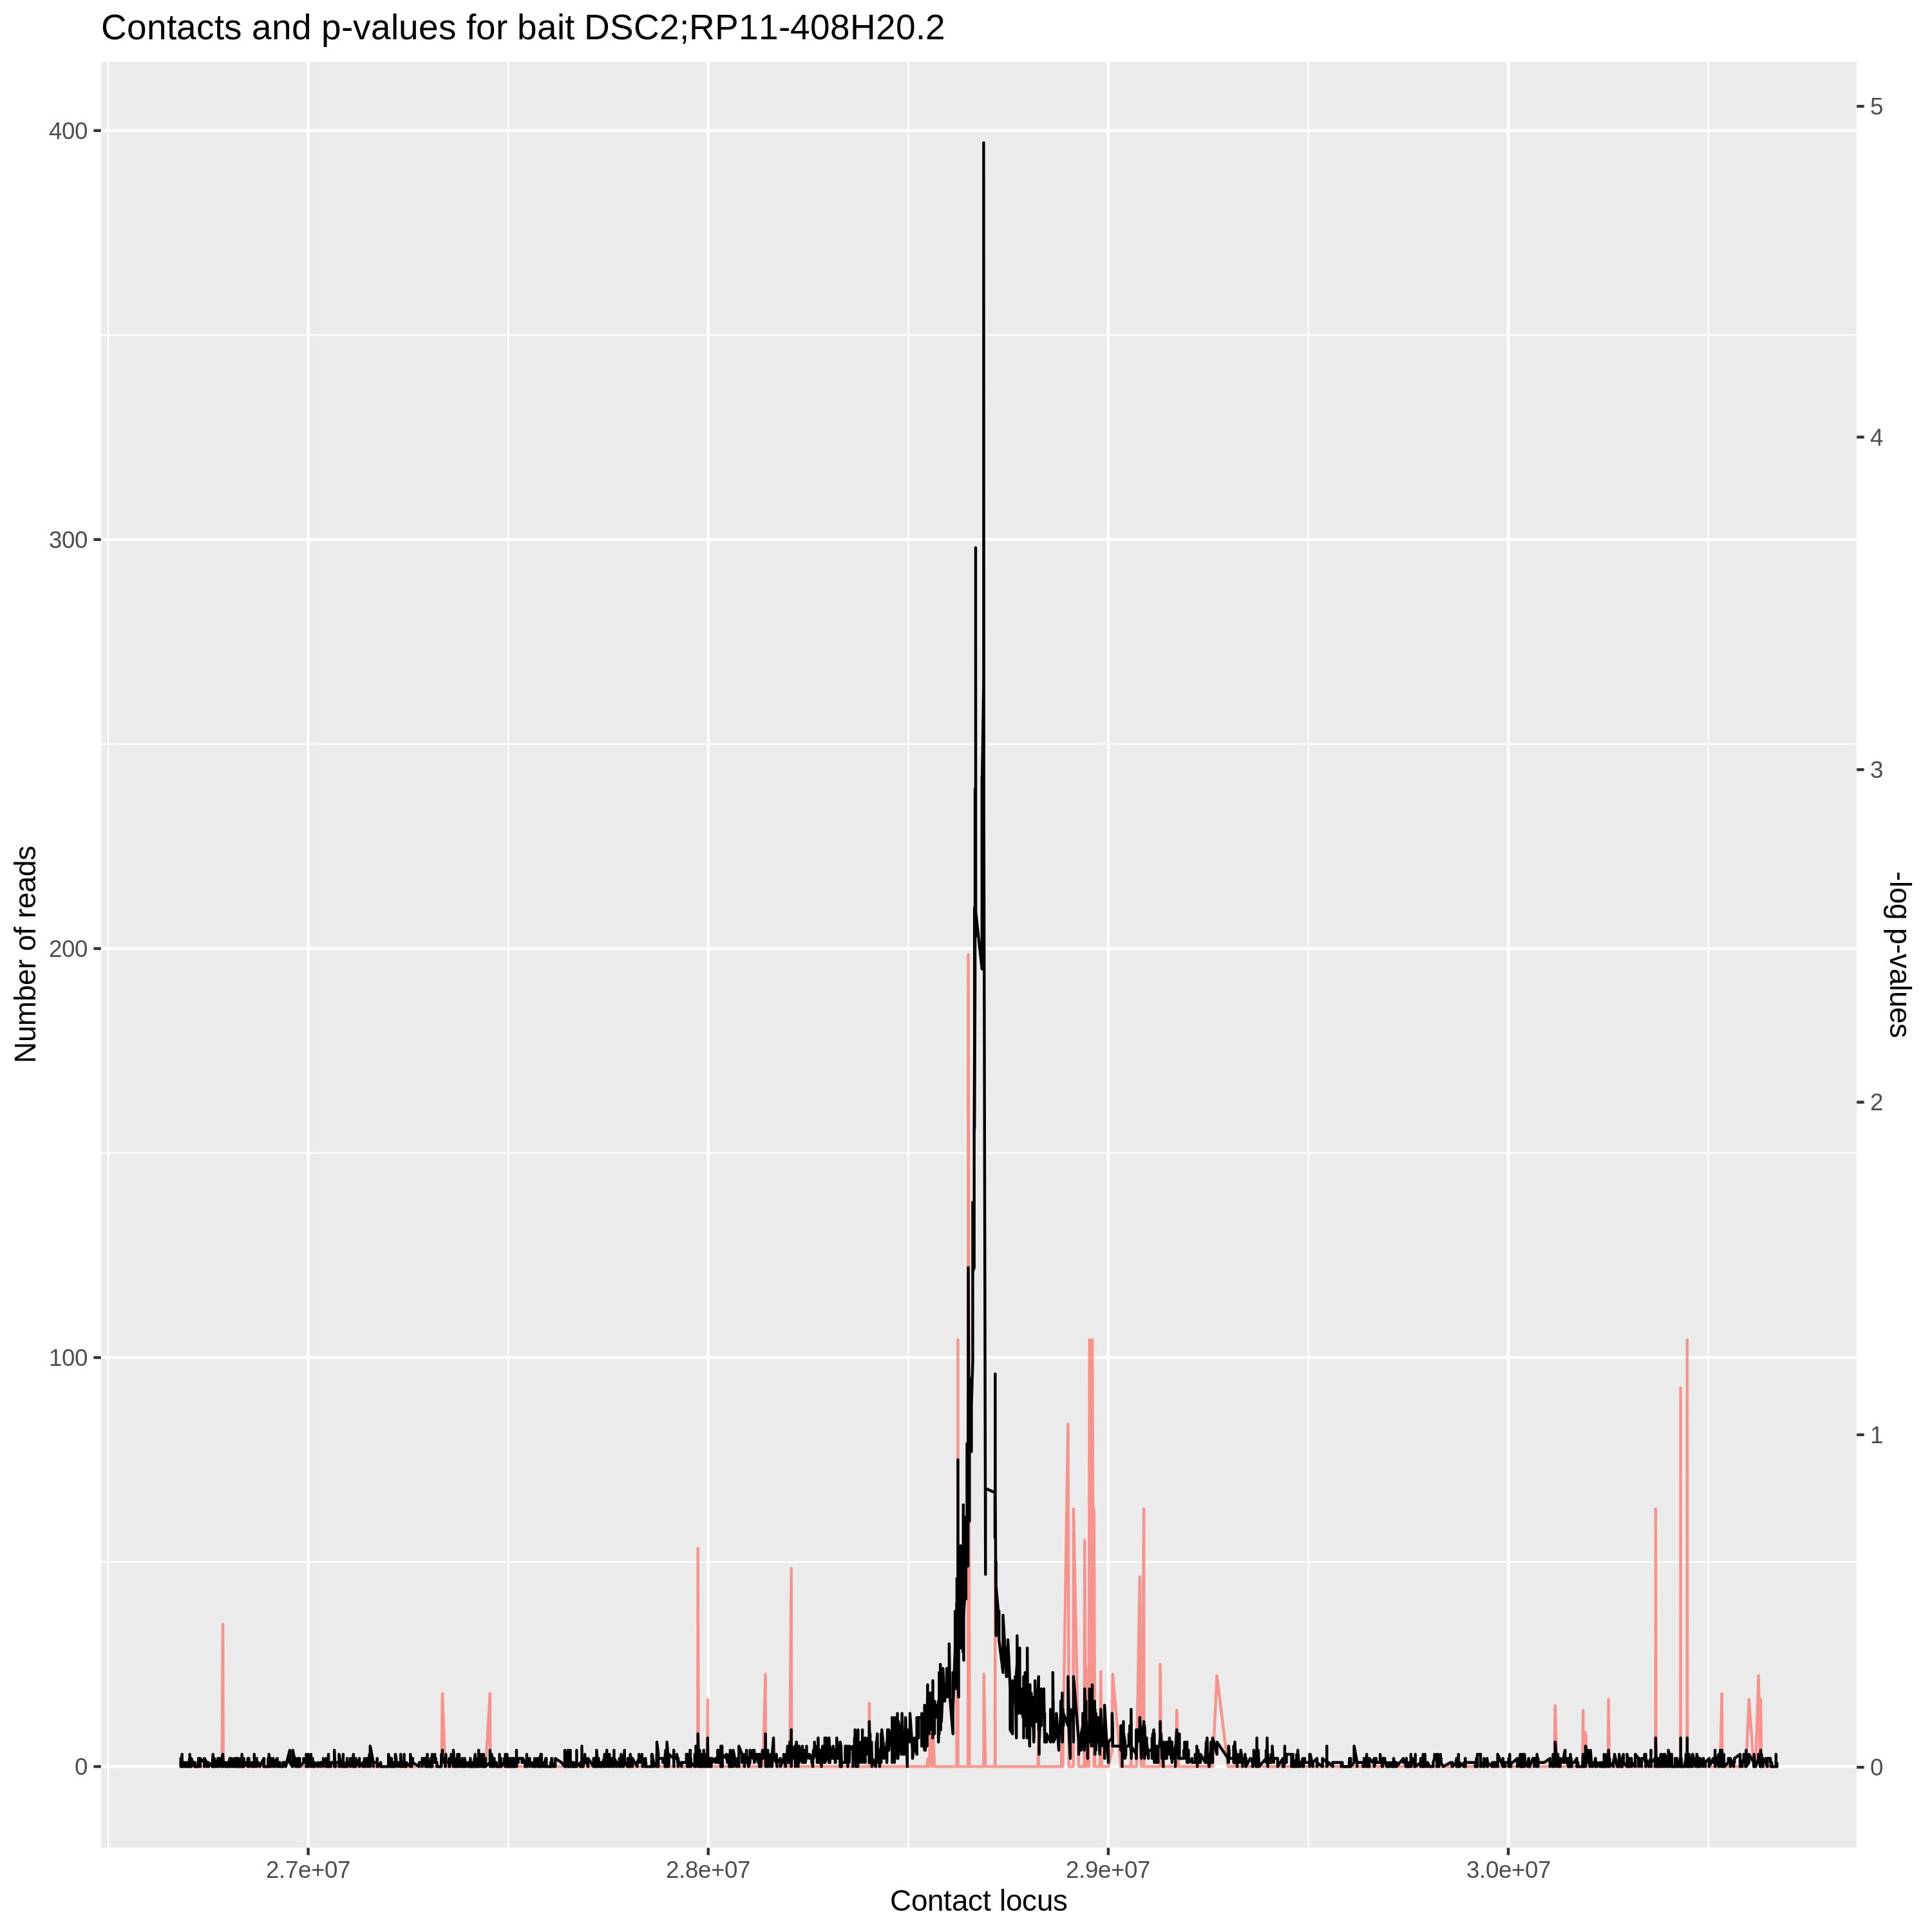 Contacts and p-values for bait DSC2;RP11-408H20.2
400
300
200
100
0
Number of reads
5
4
3
2
1
0
-log p-values
2.7e+07
2.8e+07
2.9e+07
3.0e+07
Contact locus